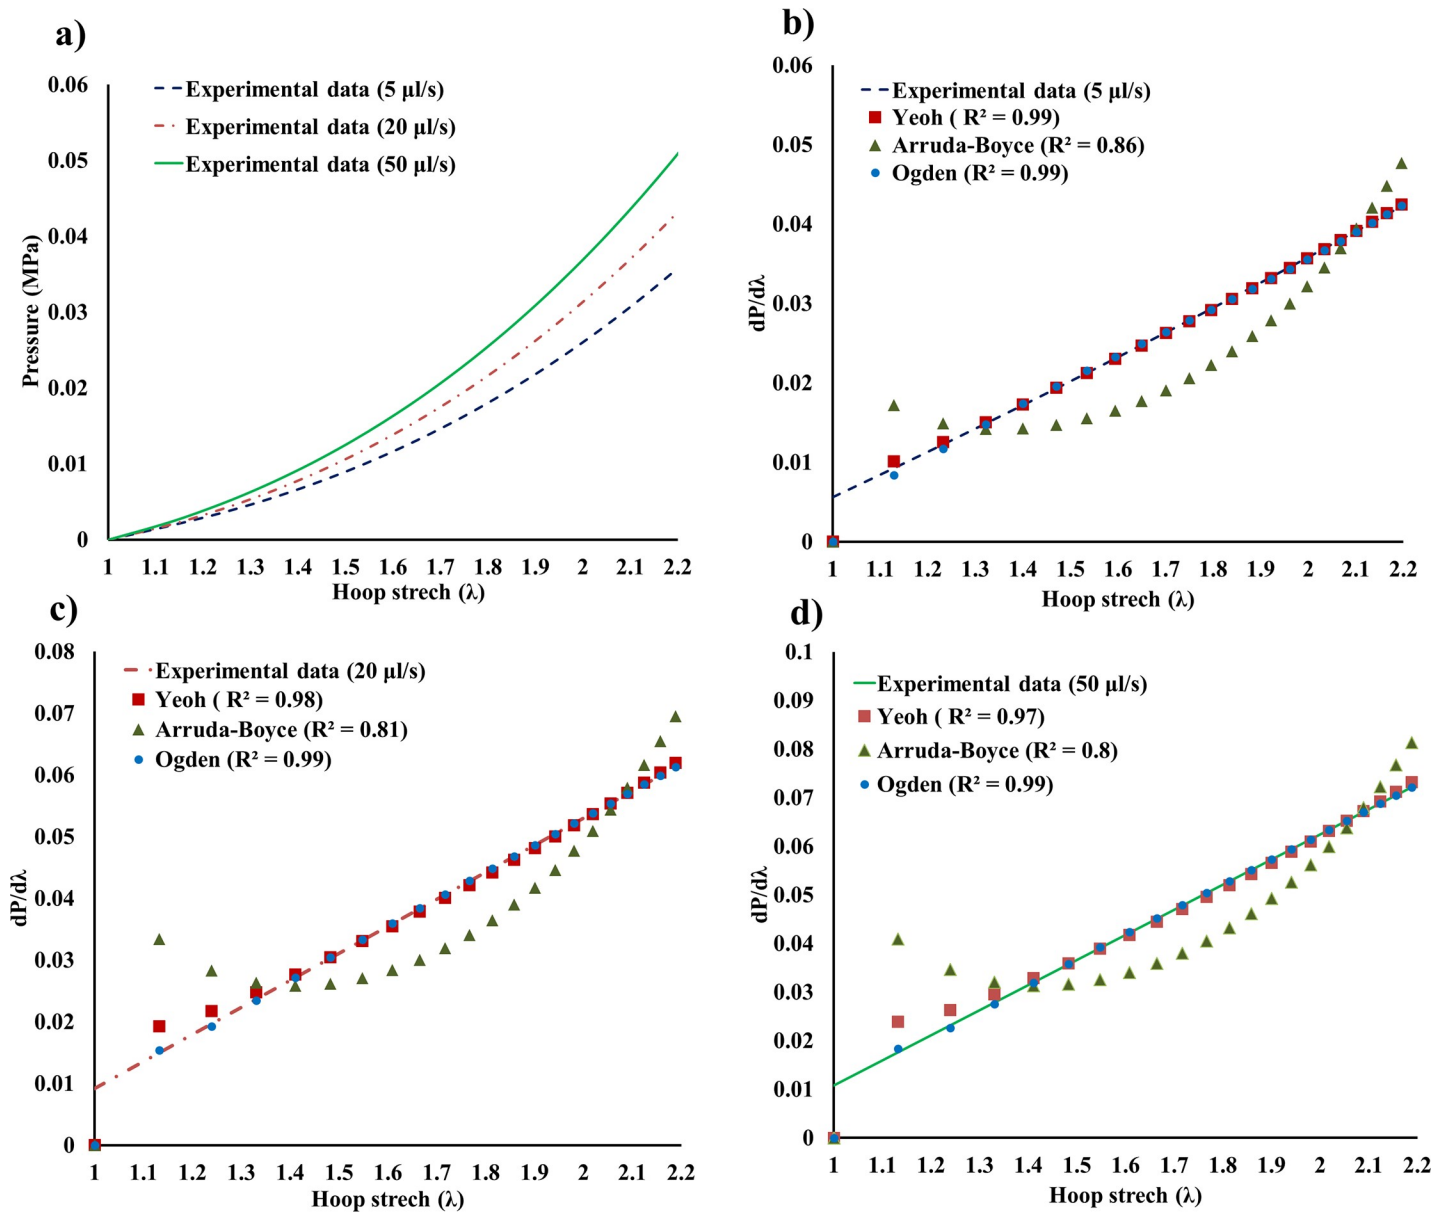 a)
0.06
0.05
0.04
0.03
0.02
0.01
0
Pressure (MPa)
Experimental data (5 µl/s)
Experimental data (20 µl/s)
Experimental data (50 µl/s)
1 1.1 1.2 1.3 1.4 1.5 1.6 1.7 1.8 1.9 2 2.1 2.2
Hoop strech (λ)
b)
0.06
0.05
0.04
0.03
0.02
0.01
0
dP/dλ
Experimental data (5 µl/s)
Yeoh ( R² = 0.99)
Arruda-Boyce (R² = 0.86)
Ogden (R² = 0.99)
1 1.1 1.2 1.3 1.4 1.5 1.6 1.7 1.8 1.9 2 2.1 2.2
Hoop strech (λ)
c)
0.08
0.07
0.06
0.05
0.04
0.03
0.02
0.01
0
dP/dλ
Experimental data (20 µl/s)
Yeoh ( R² = 0.98)
Arruda-Boyce (R² = 0.81)
Ogden (R² = 0.99)
1 1.1 1.2 1.3 1.4 1.5 1.6 1.7 1.8 1.9 2 2.1 2.2
Hoop strech (λ)
d)
0.1
0.09
0.08
0.07
0.06
0.05
0.04
0.03
0.02
0.01
0
dP/dλ
Experimental data (50 µl/s)
Yeoh ( R² = 0.97)
Arruda-Boyce (R² = 0.8)
Ogden (R² = 0.99)
1 1.1 1.2 1.3 1.4 1.5 1.6 1.7 1.8 1.9 2 2.1 2.2
Hoop strech (λ)